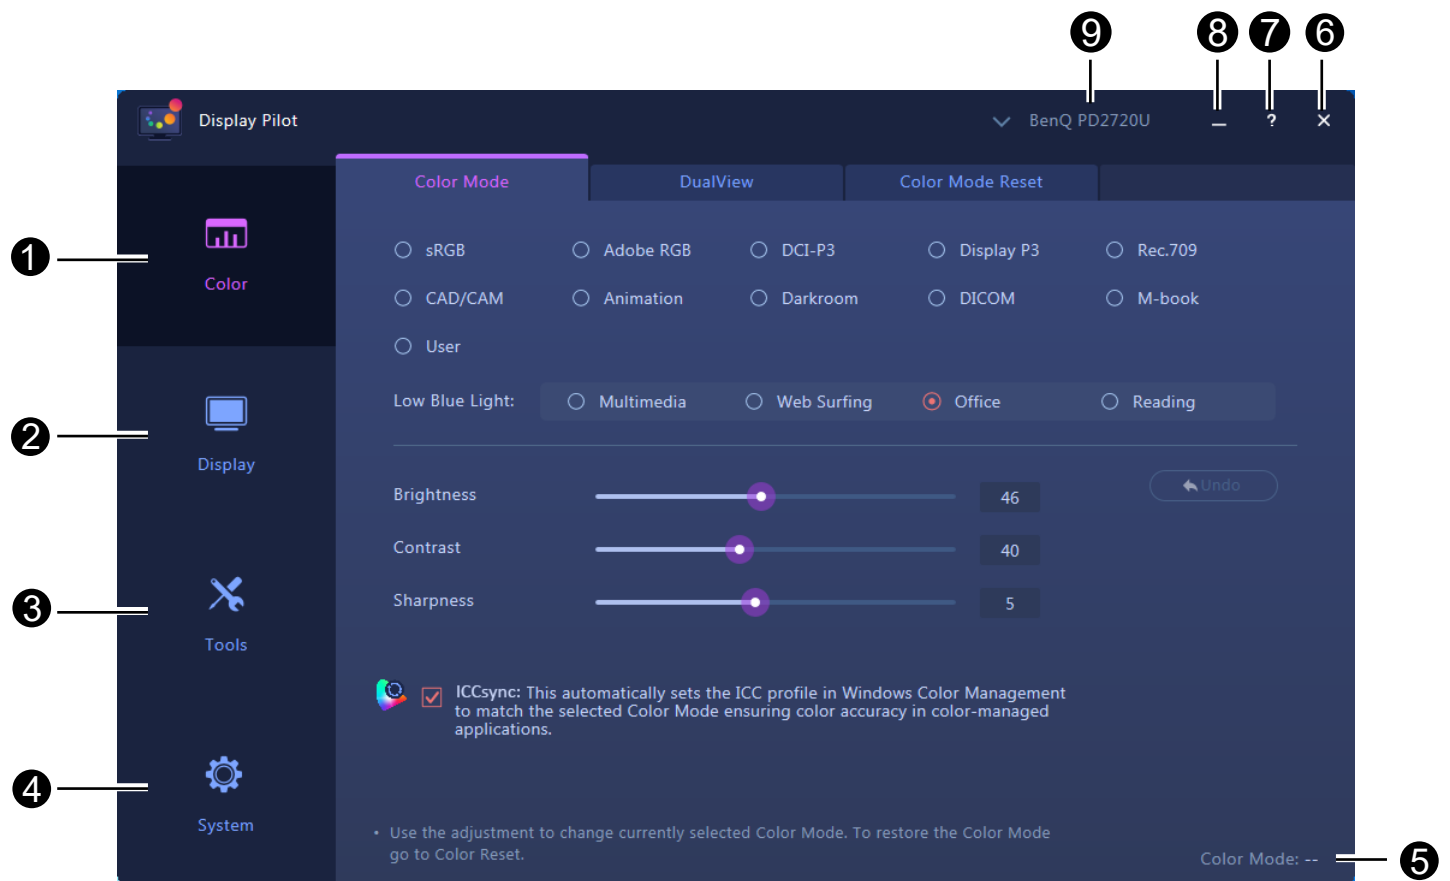 9 8 7 6
Display Pilot
BenQ PD2720U
?
Color Mode
DualView
Color Mode Reset
1
Color
sRGB
Adobe RGB
DCI-P3
Display P3
Rec.709
CAD/CAM
Animation
Darkroom
DICOM
M-book
User
Low Blue Light:
Multimedia
Web Surfing
Office
Reading
2
Display
Brightness
46
Undo
Contrast
40
Sharpness
5
3
Tools
ICCsync: This automatically sets the ICC profile in Windows Color Management
to match the selected Color Mode ensuring color accuracy in color-managed
applications.
4
System
• Use the adjustment to change currently selected Color Mode. To restore the Color Mode
go to Color Reset.
Color Mode: --
5